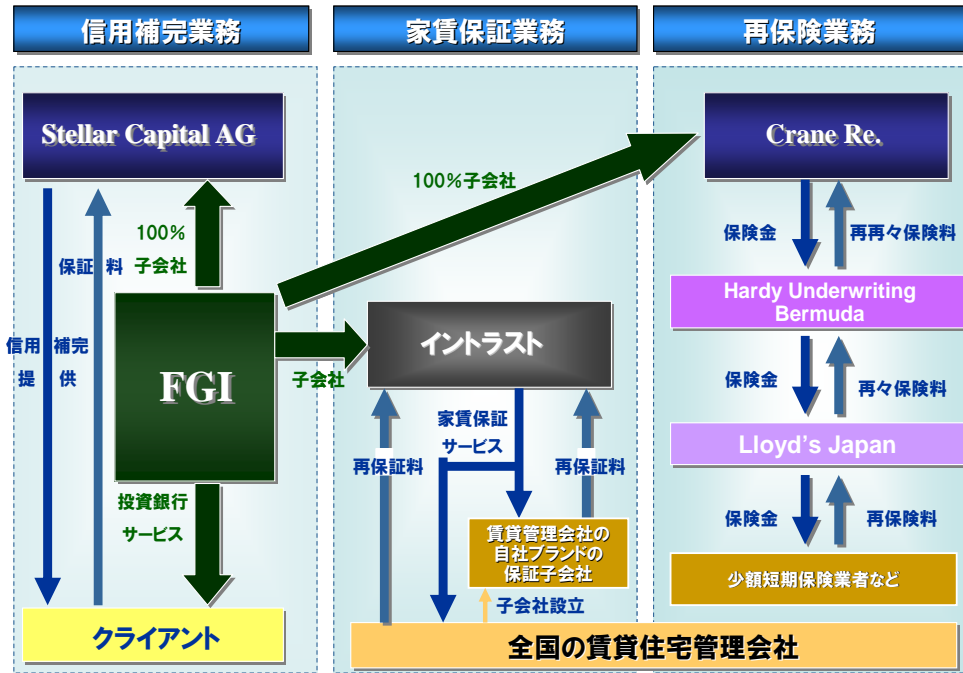 信用補完業務
家賃保証業務
再保険業務
Stellar Capital AG
Crane Re.
100%子会社
100%
子会社
保証料
保険金
再再々保険料
Hardy Underwriting
Bermuda
信用補完
提供
FGI
子会社
イントラスト
保険金
再々保険料
家賃保証
サービス
再保証料
再保証料
Lloyd's Japan
投資銀行
サービス
保険金
再保険料
賃貸管理会社の
自社ブランドの
保証子会社
少額短期保険業者など
子会社設立
クライアント
全国の賃貸住宅管理会社